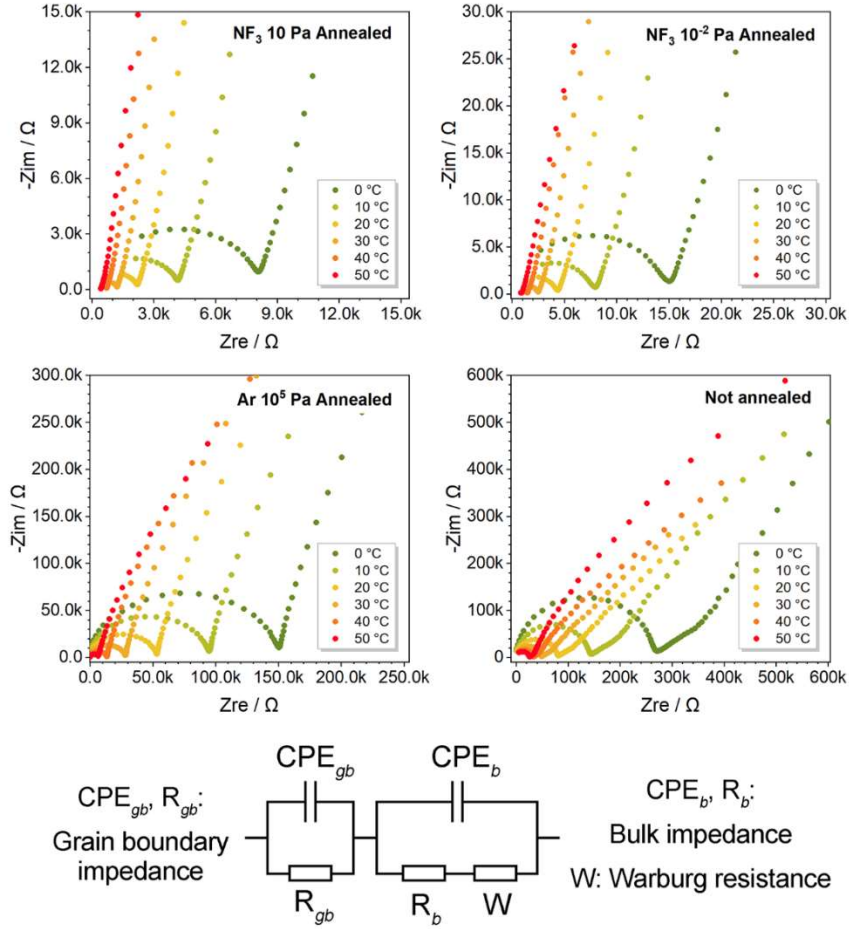 NF3 10 Pa Annealed
15.0k
12.0k
9.0k
6.0k
3.0k
0.0
-Zim / Ω
0 °C
10 °C
20 °C
30 °C
40 °C
50 °C
0.0 3.0k 6.0k 9.0k 12.0k 15.0k
Zre / Ω
NF3 10-2 Pa Annealed
30.0k
25.0k
20.0k
15.0k
10.0k
5.0k
0.0
-Zim / Ω
0 °C
10 °C
20 °C
30 °C
40 °C
50 °C
0.0 5.0k 10.0k 15.0k 20.0k 25.0k 30.0k
Zre / Ω
Ar 105 Pa Annealed
300.0k
250.0k
200.0k
150.0k
100.0k
50.0k
0.0
-Zim / Ω
0 °C
10 °C
20 °C
30 °C
40 °C
50 °C
0.0 50.0k 100.0k 150.0k 200.0k 250.0k
Zre / Ω
Not annealed
600k
500k
400k
300k
200k
100k
0
-Zim / Ω
0 °C
10 °C
20 °C
30 °C
40 °C
50 °C
0 100k 200k 300k 400k 500k 600k
Zre / Ω
CPEgb, Rgb:
Grain boundary
impedance
CPEgb
Rgb
CPEb
Rb W
CPEb, Rb:
Bulk impedance
W: Warburg resistance